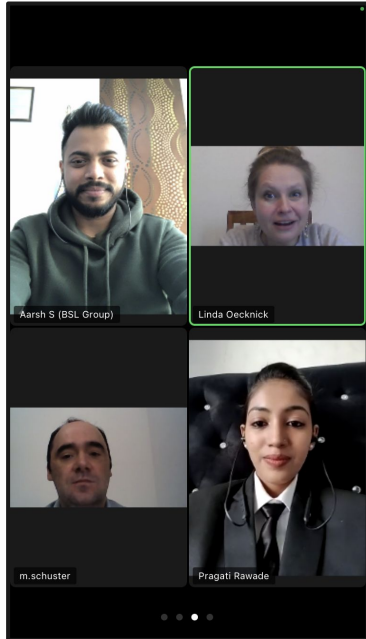 Aarsh S (BSL Group)
Linda Oecknick
m.schuster
Pragati Rawade